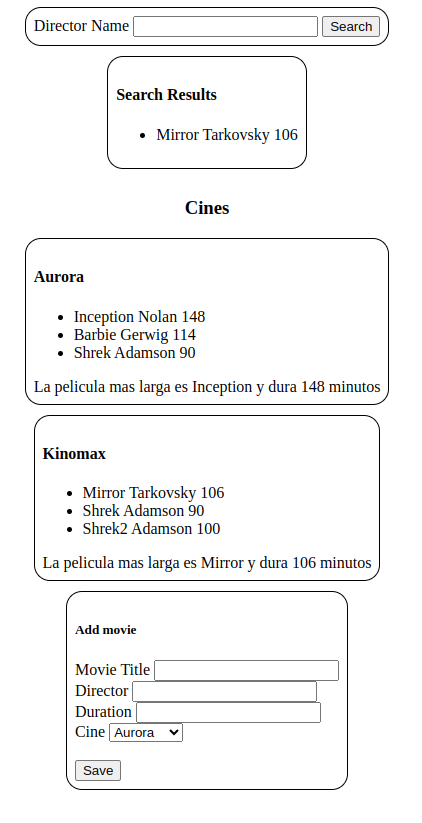 Director Name Search
Search Results
Mirror Tarkovsky 106
Cines
Aurora
Inception Nolan 148
Barbie Gerwig 114
Shrek Adamson 90
La pelicula mas larga es Inception y dura 148 minutos
Kinomax
Mirror Tarkovsky 106
Shrek Adamson 90
Shrek2 Adamson 100
La pelicula mas larga es Mirror y dura 106 minutos
Add movie
Movie Title
Director
Duration
Cine Aurora
Save